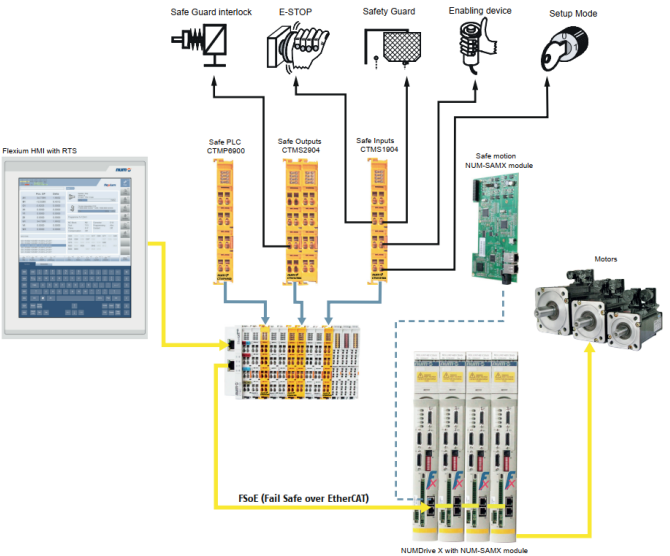 Safe Guard interlock
E-STOP
Safety Guard
Enabling device
Setup Mode
Flexium HMI with RTS
Safe PLC
CTMP6900
Safe Outputs
CTMS2904
Safe Inputs
CTMS1904
Safe motion
NUM-SAMX module
num
Motors
FSoE (Fail Safe over EtherCAT)
NUMDrive X with NUM-SAMX module